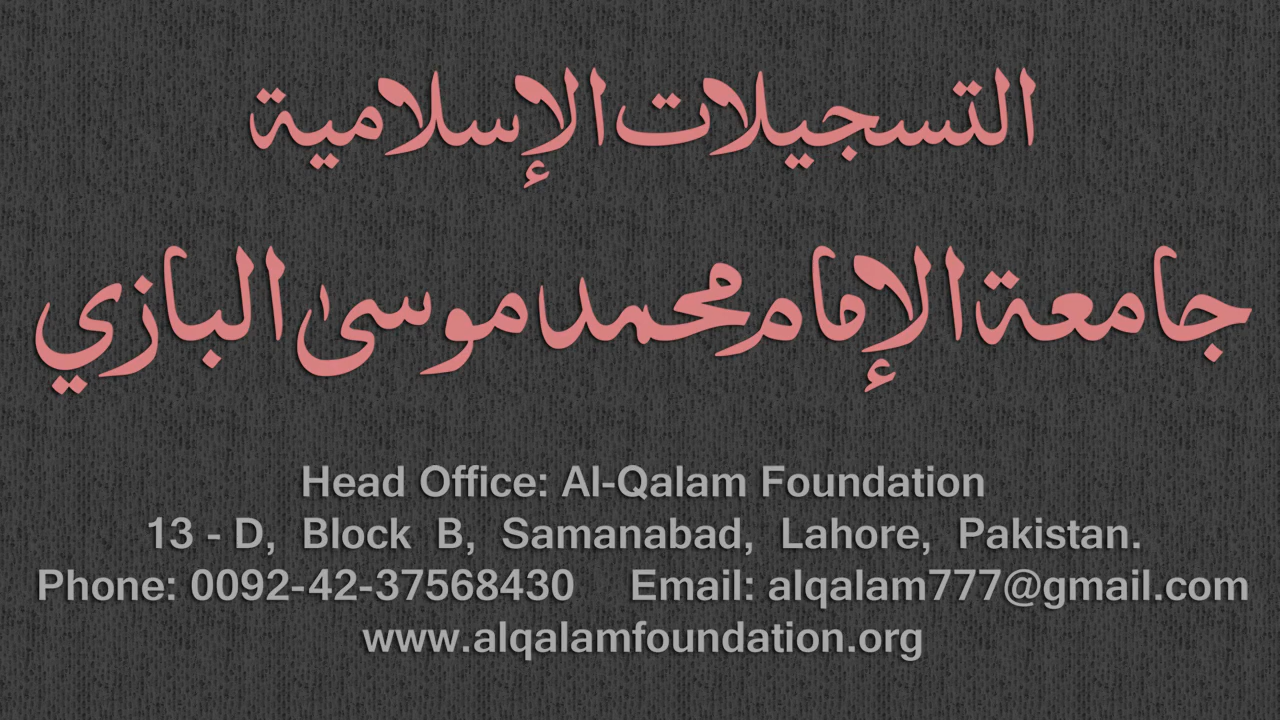 التسجيلات الإسلامية
جامعة الإمام محمد موسىٰ البازي
Head Office: Al-Qalam Foundation
13 - D, Block B, Samanabad, Lahore, Pakistan.
Phone: 0092-42-37568430 Email: alqalam777@gmail.com
www.alqalamfoundation.org